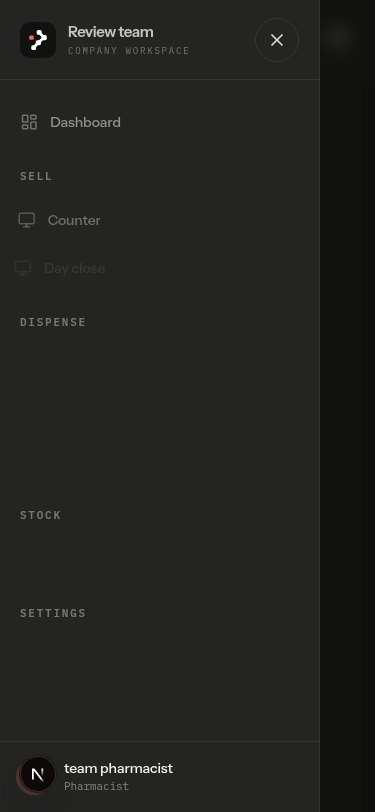 Review team
COMPANY WORKSPACE
Dashboard
SELL
Counter
Day close
DISPENSE
STOCK
SETTINGS
N
team pharmacist
Pharmacist